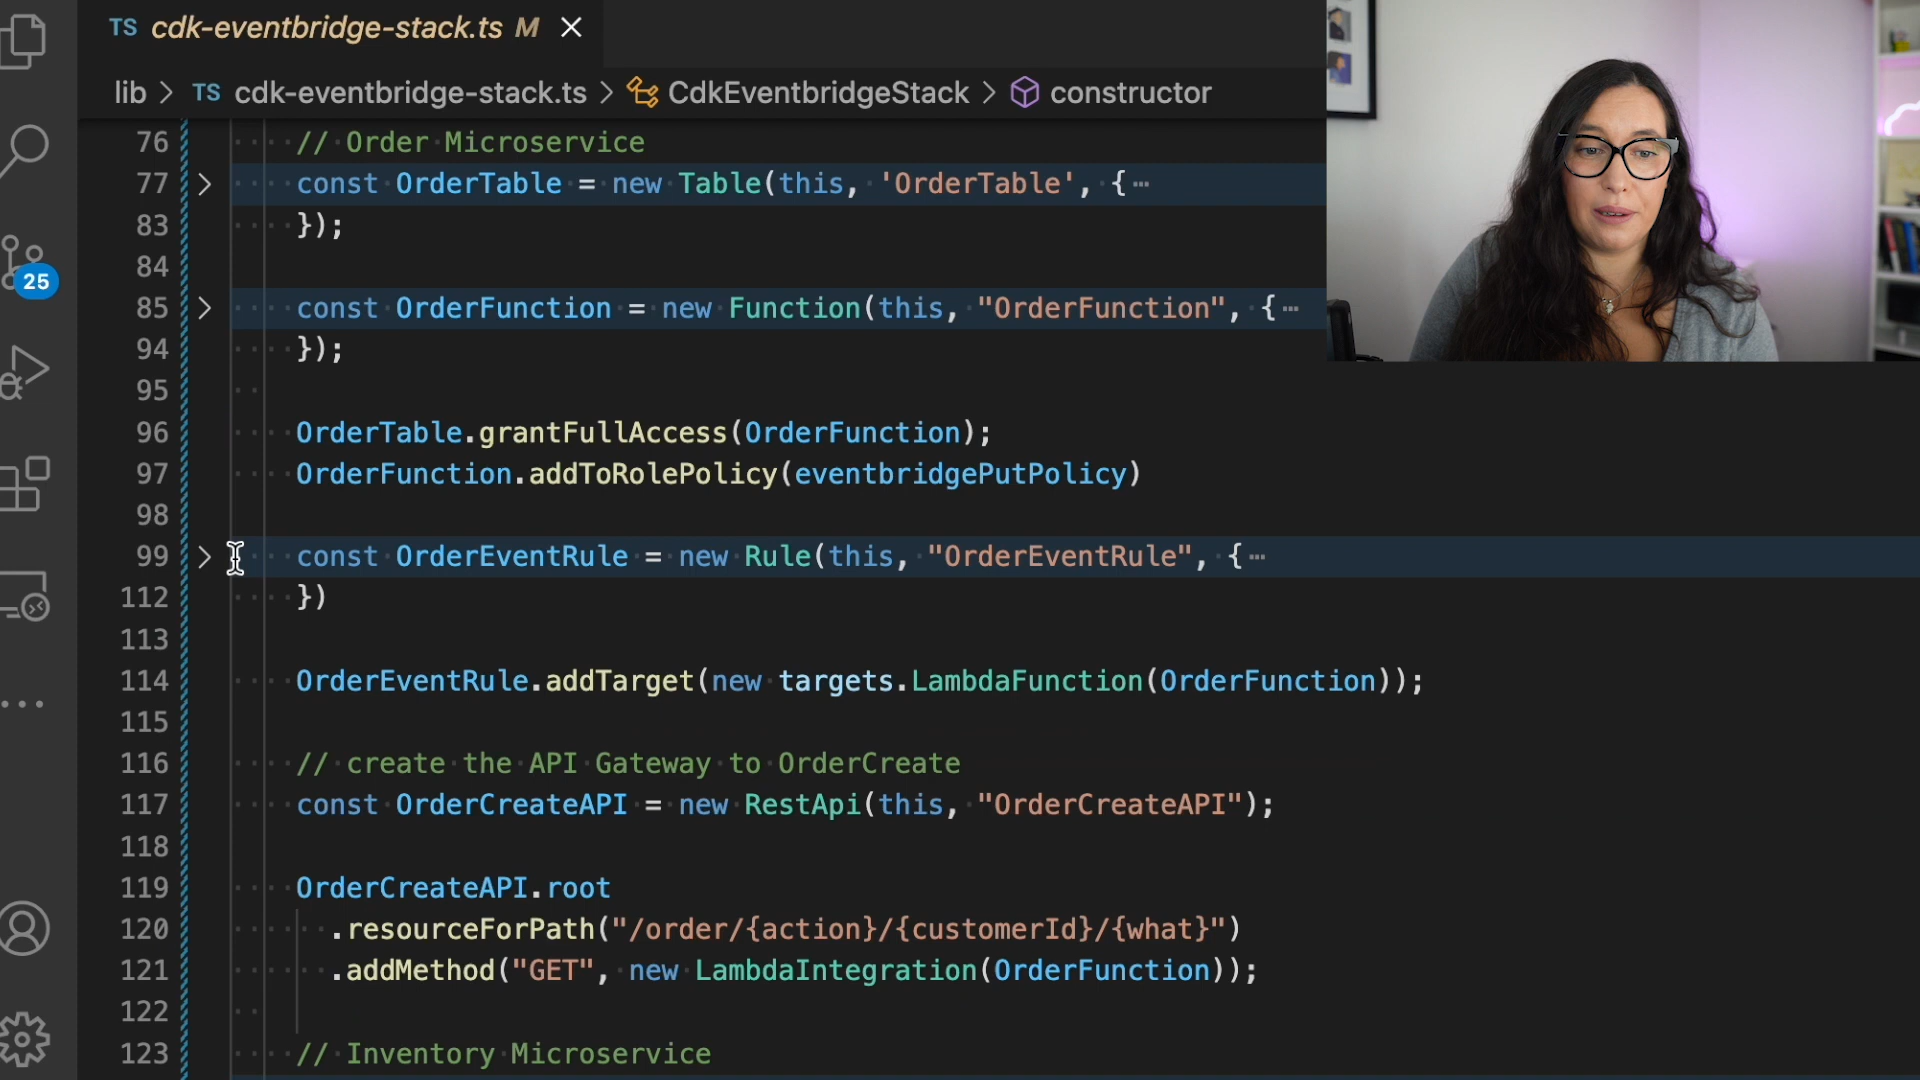 TS cdk-eventbridge-stack.ts M
lib > TS cdk-eventbridge-stack.ts > CdkEventbridgeStack > constructor
76 // Order Microservice
77 const OrderTable = new Table(this, 'OrderTable', {…
83 });
84
85 const OrderFunction = new Function(this, "OrderFunction", {…
94 });
95
96 OrderTable.grantFullAccess(OrderFunction);
97 OrderFunction.addToRolePolicy(eventbridgePutPolicy)
98
99 const OrderEventRule = new Rule(this, "OrderEventRule", {…
112 })
113
114 OrderEventRule.addTarget(new targets.LambdaFunction(OrderFunction));
115
116 // create the API Gateway to OrderCreate
117 const OrderCreateAPI = new RestApi(this, "OrderCreateAPI");
118
119 OrderCreateAPI.root
120 .resourceForPath("/order/{action}/{customerId}/{what}")
121 .addMethod("GET", new LambdaIntegration(OrderFunction));
122
123 // Inventory Microservice
25